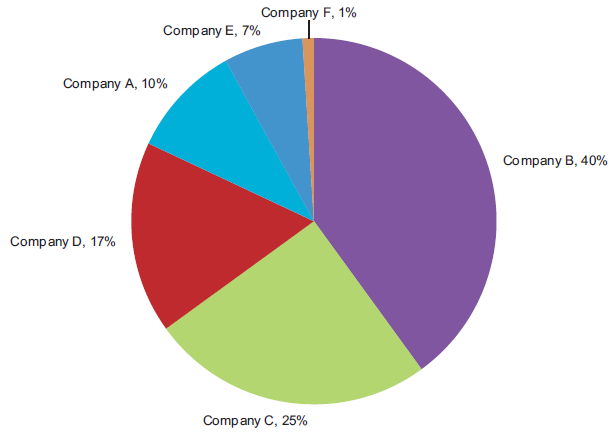 Company F, 1%
Company E, 7%
Company A, 10%
Company B, 40%
Company D, 17%
Company C, 25%